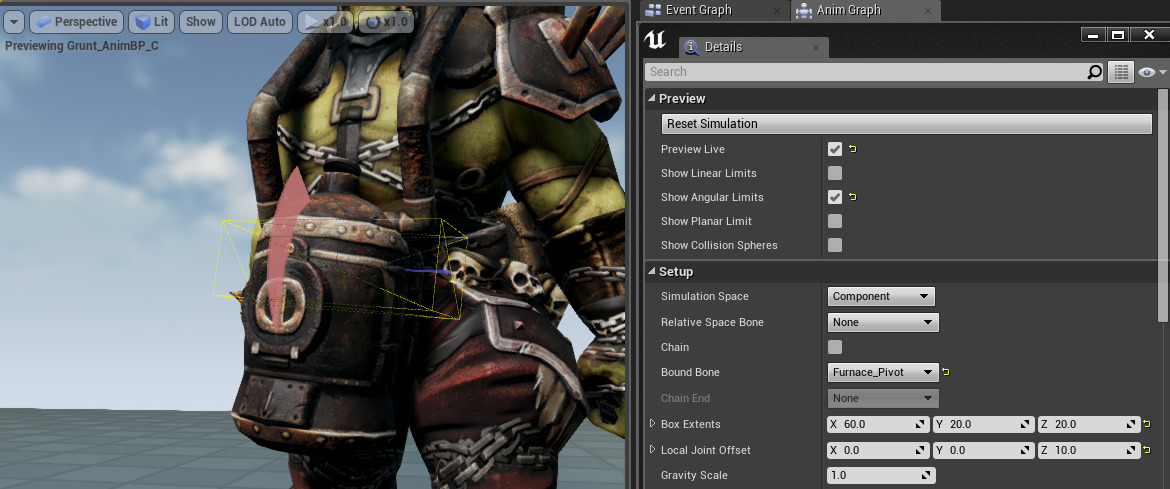 Perspective Lit Show LOD Auto x1.0 x1.0
Previewing Grunt_AnimBP_C
Event Graph Anim Graph
Details
Search
Preview
Reset Simulation
Preview Live
Show Linear Limits
Show Angular Limits
Show Planar Limit
Show Collision Spheres
Setup
Simulation Space Component
Relative Space Bone None
Chain
Bound Bone Furnace_Pivot
Chain End None
Box Extents X 60.0 Y 20.0 Z 20.0
Local Joint Offset X 0.0 Y 0.0 Z 10.0
Gravity Scale 1.0